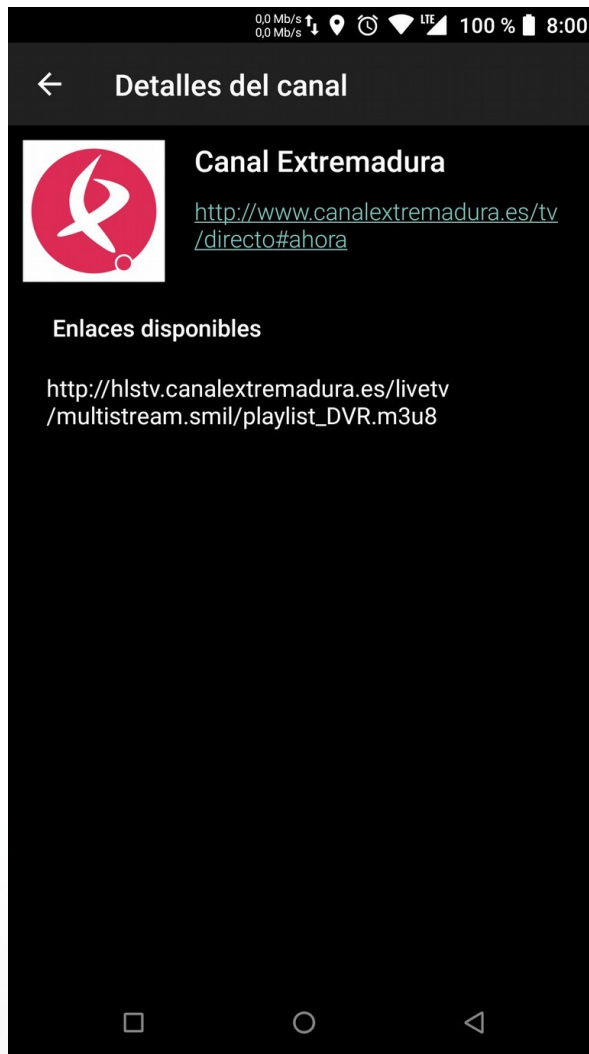 0,0 Mb/s
0,0 Mb/s
LTE
100 %
8:00
Detalles del canal
Canal Extremadura
http://www.canalextremadura.es/tv
/directo#ahora
Enlaces disponibles
http://hlstv.canalextremadura.es/livetv
/multistream.smil/playlist_DVR.m3u8